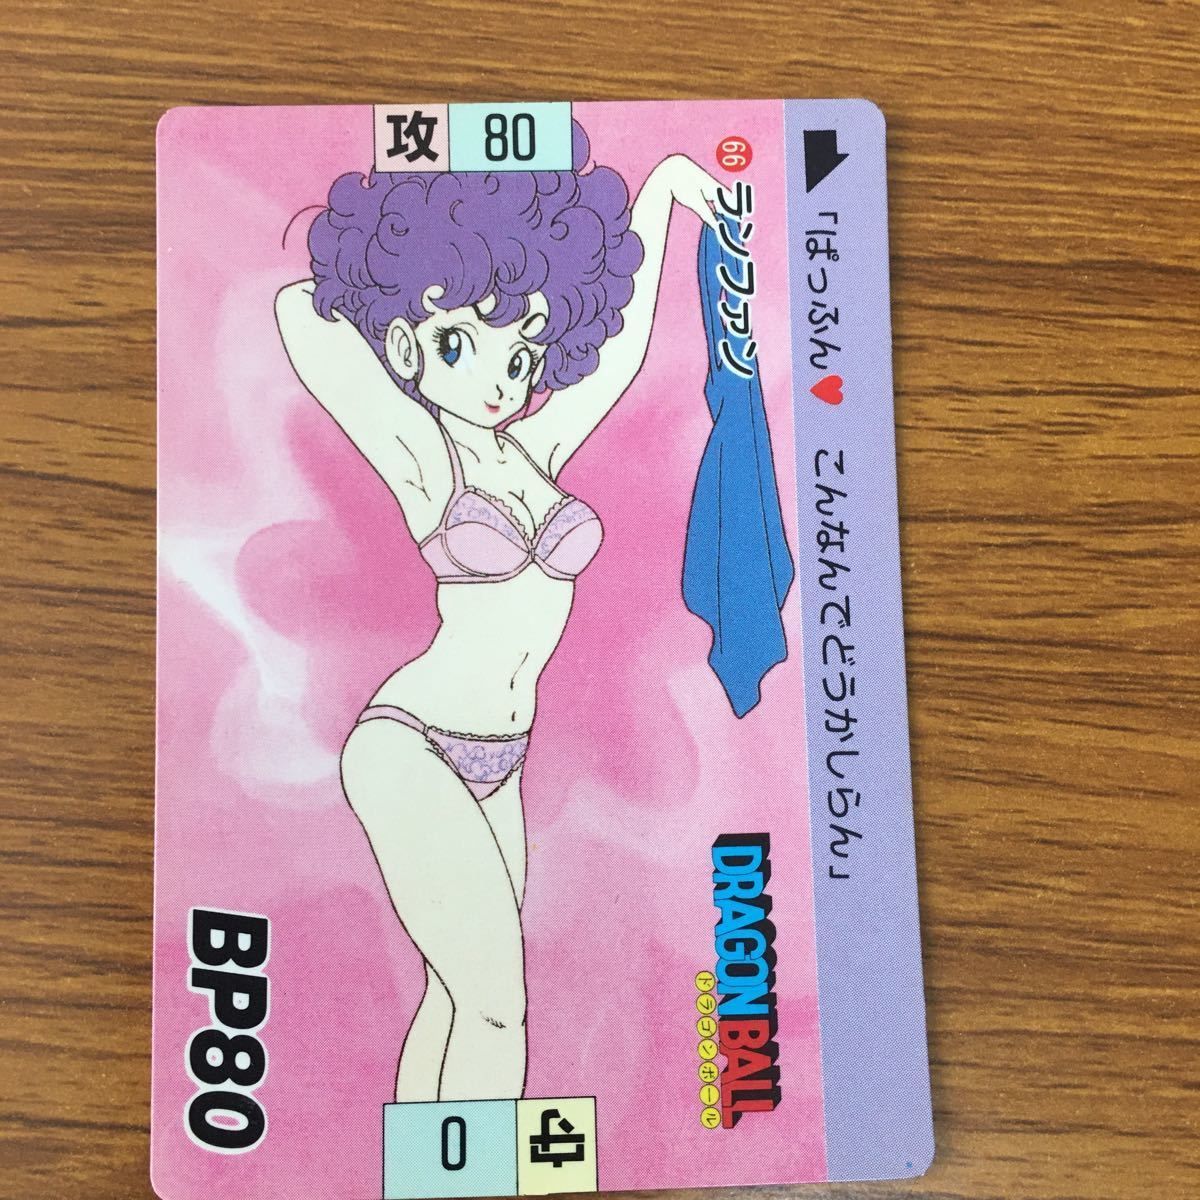 「ぱっふん♥ こんなんでどうかしらん」
66 ランファン
攻 80
DRAGON BALL
ドラゴンボール
BP80
守 0